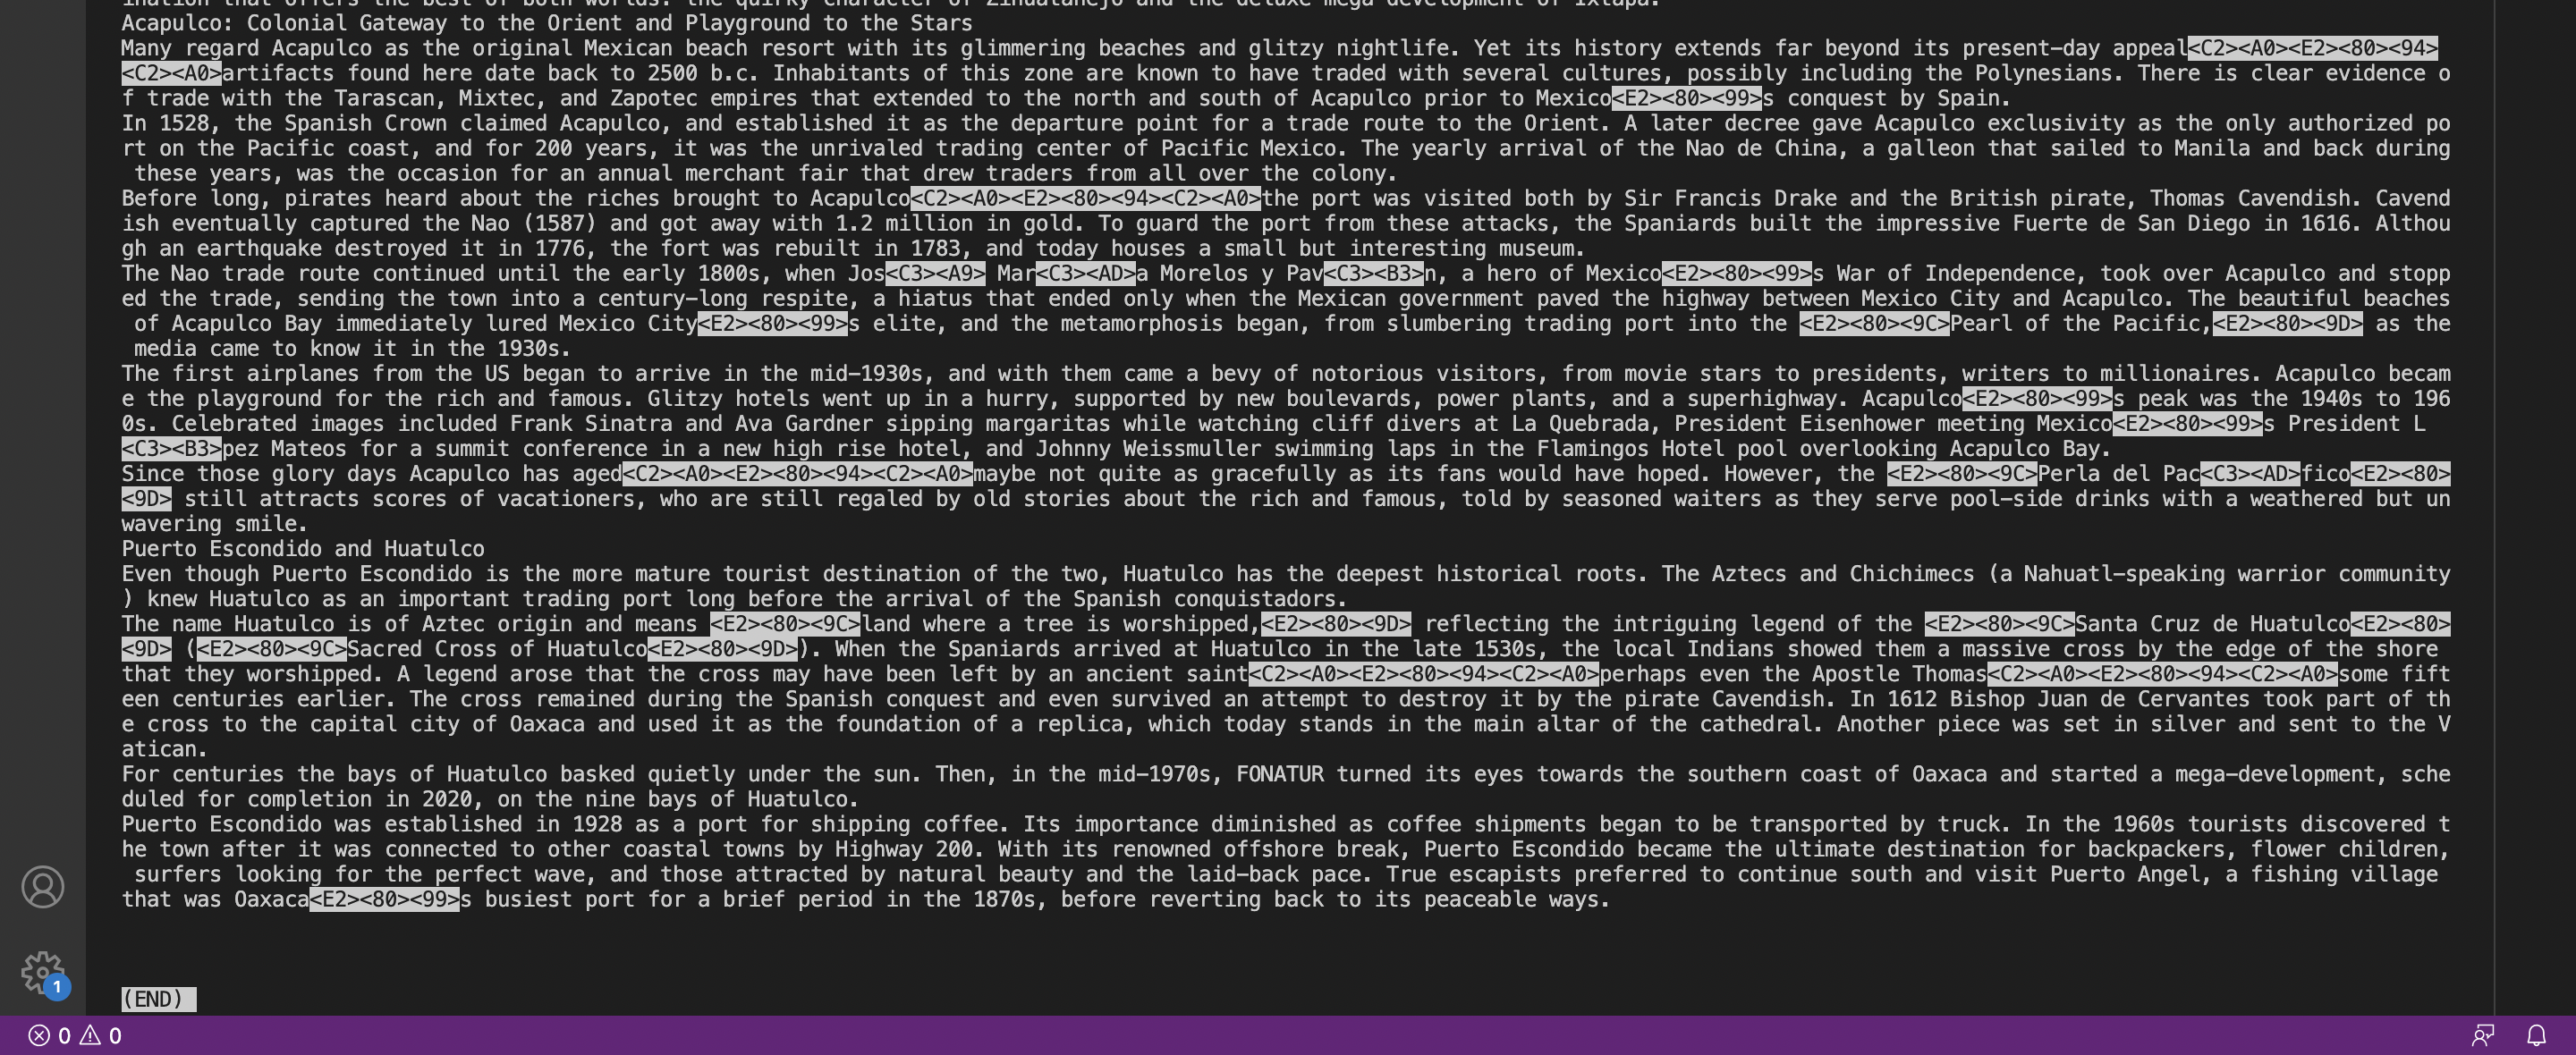 ination that offers the best of both worlds: the quirky character of Zihuatanejo and the deluxe mega-development of Ixtapa.
Acapulco: Colonial Gateway to the Orient and Playground to the Stars
Many regard Acapulco as the original Mexican beach resort with its glimmering beaches and glitzy nightlife. Yet its history extends far beyond its present-day appeal<C2><A0><E2><80><94>
<C2><A0>artifacts found here date back to 2500 b.c. Inhabitants of this zone are known to have traded with several cultures, possibly including the Polynesians. There is clear evidence o
f trade with the Tarascan, Mixtec, and Zapotec empires that extended to the north and south of Acapulco prior to Mexico<E2><80><99>s conquest by Spain.
In 1528, the Spanish Crown claimed Acapulco, and established it as the departure point for a trade route to the Orient. A later decree gave Acapulco exclusivity as the only authorized po
rt on the Pacific coast, and for 200 years, it was the unrivaled trading center of Pacific Mexico. The yearly arrival of the Nao de China, a galleon that sailed to Manila and back during
 these years, was the occasion for an annual merchant fair that drew traders from all over the colony.
Before long, pirates heard about the riches brought to Acapulco<C2><A0><E2><80><94><C2><A0>the port was visited both by Sir Francis Drake and the British pirate, Thomas Cavendish. Cavend
ish eventually captured the Nao (1587) and got away with 1.2 million in gold. To guard the port from these attacks, the Spaniards built the impressive Fuerte de San Diego in 1616. Althou
gh an earthquake destroyed it in 1776, the fort was rebuilt in 1783, and today houses a small but interesting museum.
The Nao trade route continued until the early 1800s, when Jos<C3><A9> Mar<C3><AD>a Morelos y Pav<C3><B3>n, a hero of Mexico<E2><80><99>s War of Independence, took over Acapulco and stopp
ed the trade, sending the town into a century-long respite, a hiatus that ended only when the Mexican government paved the highway between Mexico City and Acapulco. The beautiful beaches
 of Acapulco Bay immediately lured Mexico City<E2><80><99>s elite, and the metamorphosis began, from slumbering trading port into the <E2><80><9C>Pearl of the Pacific,<E2><80><9D> as the
 media came to know it in the 1930s.
The first airplanes from the US began to arrive in the mid-1930s, and with them came a bevy of notorious visitors, from movie stars to presidents, writers to millionaires. Acapulco becam
e the playground for the rich and famous. Glitzy hotels went up in a hurry, supported by new boulevards, power plants, and a superhighway. Acapulco<E2><80><99>s peak was the 1940s to 196
0s. Celebrated images included Frank Sinatra and Ava Gardner sipping margaritas while watching cliff divers at La Quebrada, President Eisenhower meeting Mexico<E2><80><99>s President L
<C3><B3>pez Mateos for a summit conference in a new high rise hotel, and Johnny Weissmuller swimming laps in the Flamingos Hotel pool overlooking Acapulco Bay.
Since those glory days Acapulco has aged<C2><A0><E2><80><94><C2><A0>maybe not quite as gracefully as its fans would have hoped. However, the <E2><80><9C>Perla del Pac<C3><AD>fico<E2><80>
<9D> still attracts scores of vacationers, who are still regaled by old stories about the rich and famous, told by seasoned waiters as they serve pool-side drinks with a weathered but un
wavering smile.
Puerto Escondido and Huatulco
Even though Puerto Escondido is the more mature tourist destination of the two, Huatulco has the deepest historical roots. The Aztecs and Chichimecs (a Nahuatl-speaking warrior community
) knew Huatulco as an important trading port long before the arrival of the Spanish conquistadors.
The name Huatulco is of Aztec origin and means <E2><80><9C>land where a tree is worshipped,<E2><80><9D> reflecting the intriguing legend of the <E2><80><9C>Santa Cruz de Huatulco<E2><80>
<9D> (<E2><80><9C>Sacred Cross of Huatulco<E2><80><9D>). When the Spaniards arrived at Huatulco in the late 1530s, the local Indians showed them a massive cross by the edge of the shore
that they worshipped. A legend arose that the cross may have been left by an ancient saint<C2><A0><E2><80><94><C2><A0>perhaps even the Apostle Thomas<C2><A0><E2><80><94><C2><A0>some fift
een centuries earlier. The cross remained during the Spanish conquest and even survived an attempt to destroy it by the pirate Cavendish. In 1612 Bishop Juan de Cervantes took part of th
e cross to the capital city of Oaxaca and used it as the foundation of a replica, which today stands in the main altar of the cathedral. Another piece was set in silver and sent to the V
atican.
For centuries the bays of Huatulco basked quietly under the sun. Then, in the mid-1970s, FONATUR turned its eyes towards the southern coast of Oaxaca and started a mega-development, sche
duled for completion in 2020, on the nine bays of Huatulco.
Puerto Escondido was established in 1928 as a port for shipping coffee. Its importance diminished as coffee shipments began to be transported by truck. In the 1960s tourists discovered t
he town after it was connected to other coastal towns by Highway 200. With its renowned offshore break, Puerto Escondido became the ultimate destination for backpackers, flower children,
 surfers looking for the perfect wave, and those attracted by natural beauty and the laid-back pace. True escapists preferred to continue south and visit Puerto Angel, a fishing village
that was Oaxaca<E2><80><99>s busiest port for a brief period in the 1870s, before reverting back to its peaceable ways.
1
(END)
0 0